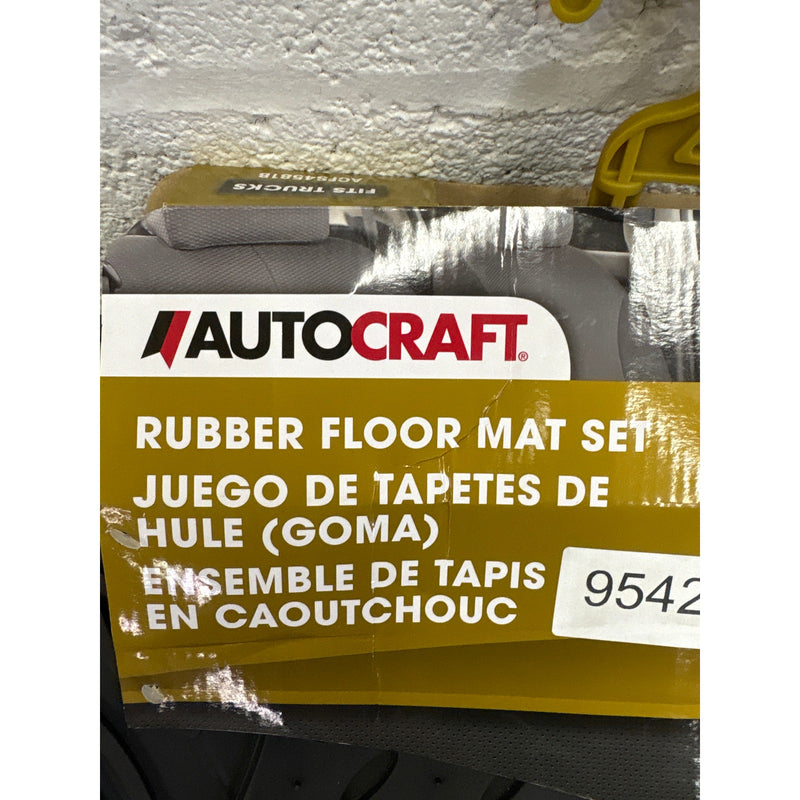 FITS TRUCKS
ACFS4581B
AUTOCRAFT®
RUBBER FLOOR MAT SET
JUEGO DE TAPETES DE
HULE (GOMA)
ENSEMBLE DE TAPIS
EN CAOUTCHOUC
9542